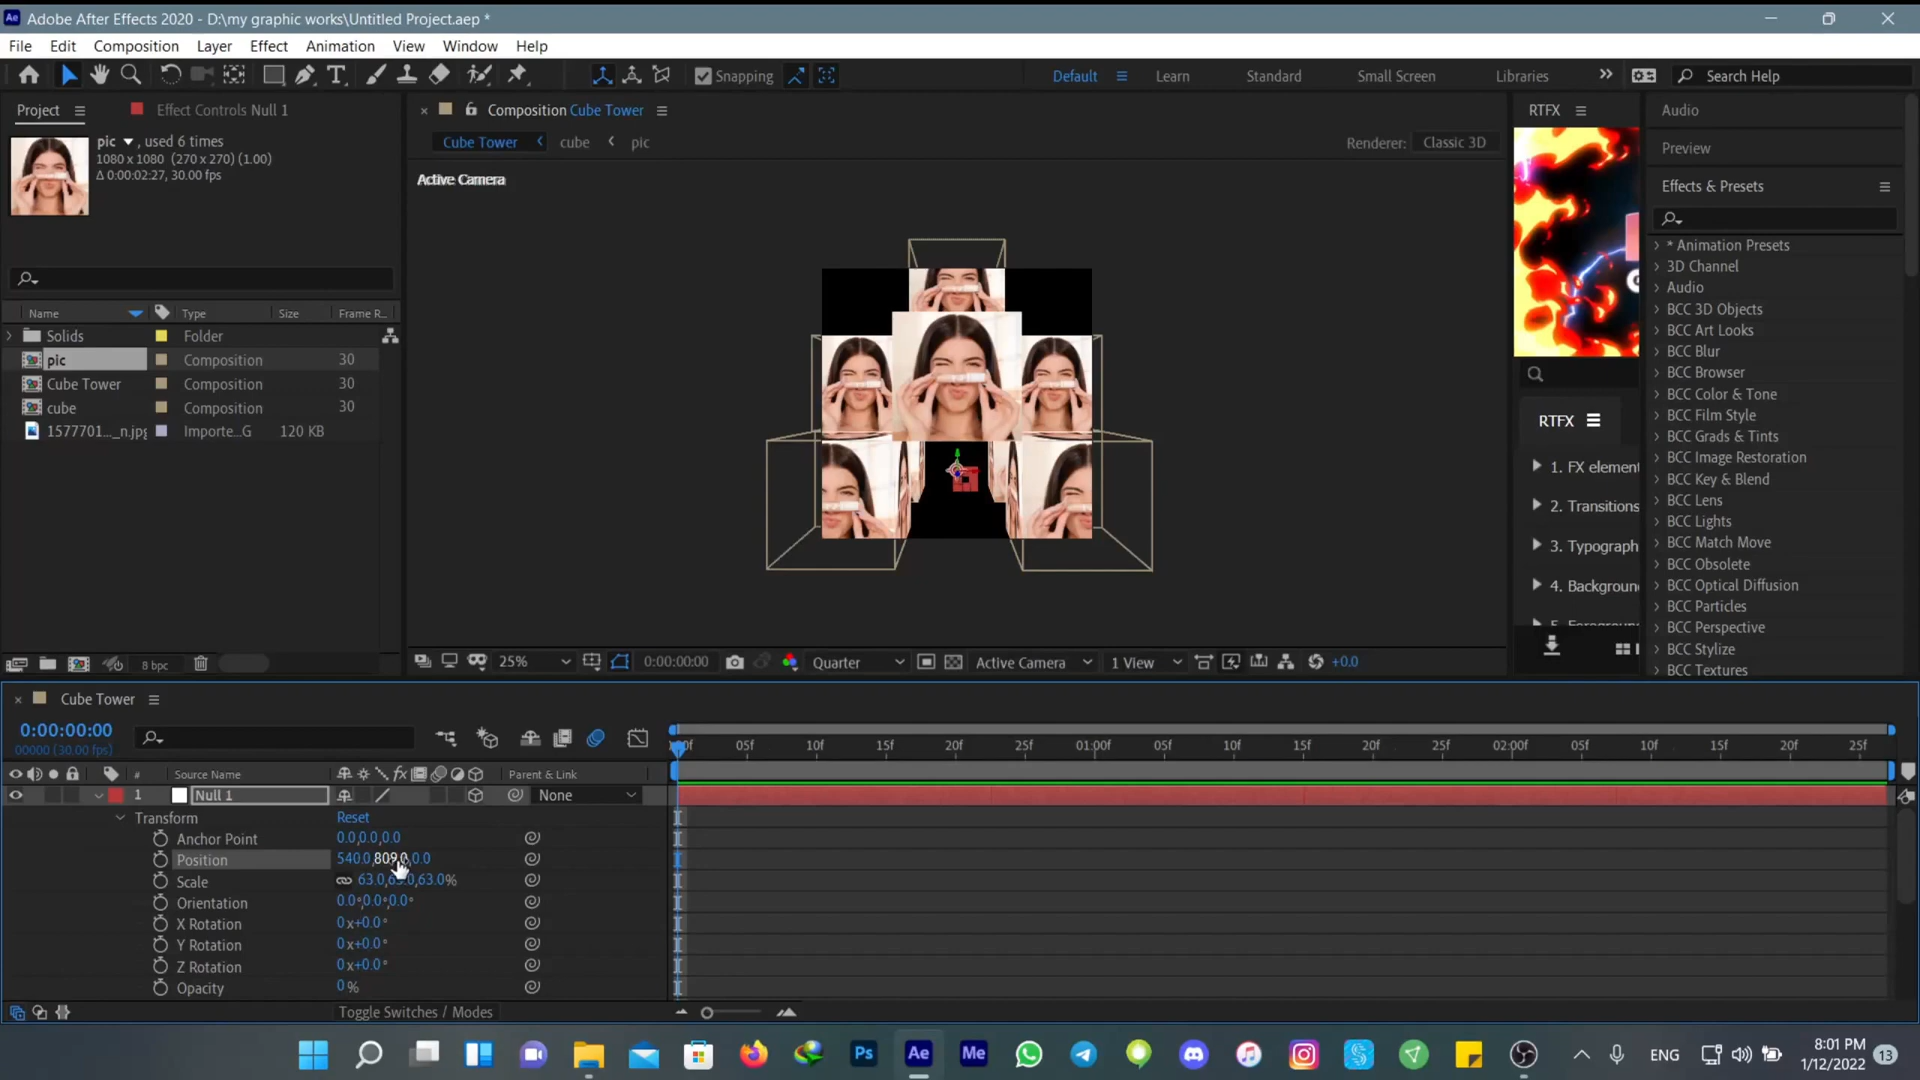 Adobe After Effects 2020 - D:\my graphic works\Untitled Project.aep *
File Edit Composition Layer Effect Animation View Window Help
Snapping
Default Learn Standard Small Screen Libraries Search Help
Project Effect Controls Null 1
Composition Cube Tower
RTFX
Audio
pic , used 6 times
1080 x 1080 (270 x 270) (1.00)
Δ 0:00:02:27, 30.00 fps
Cube Tower cube pic
Renderer: Classic 3D
Preview
Active Camera
Effects & Presets
* Animation Presets
3D Channel
Audio
BCC 3D Objects
BCC Art Looks
BCC Blur
BCC Browser
BCC Color & Tone
BCC Film Style
BCC Grads & Tints
BCC Image Restoration
BCC Key & Blend
BCC Lens
BCC Lights
BCC Match Move
BCC Obsolete
BCC Optical Diffusion
BCC Particles
BCC Perspective
BCC Stylize
BCC Textures
Name Type Size Frame R...
Solids Folder
pic Composition 30
Cube Tower Composition 30
cube Composition 30
1577701..._n.jpg Importe...G 120 KB
RTFX
1. FX elemen
2. Transitions
3. Typograph
4. Background
8 bpc
25% 0:00:00:00 Quarter Active Camera 1 View +0.0
Cube Tower
0:00:00:00
00000 (30.00 fps)
05f 10f 15f 20f 25f 01:00f 05f 10f 15f 20f 25f 02:00f 05f 10f 15f 20f 25f
# Source Name Parent & Link
1 Null 1 None
Transform Reset
Anchor Point 0.0,0.0,0.0
Position 540.0,809.0,0.0
Scale 63.0, 63.0%
Orientation 0.0°,0.0°,0.0°
X Rotation 0x+0.0°
Y Rotation 0x+0.0°
Z Rotation 0x+0.0°
Opacity 0%
Toggle Switches / Modes
Ps Ae Me
ENG
8:01 PM
1/12/2022
13